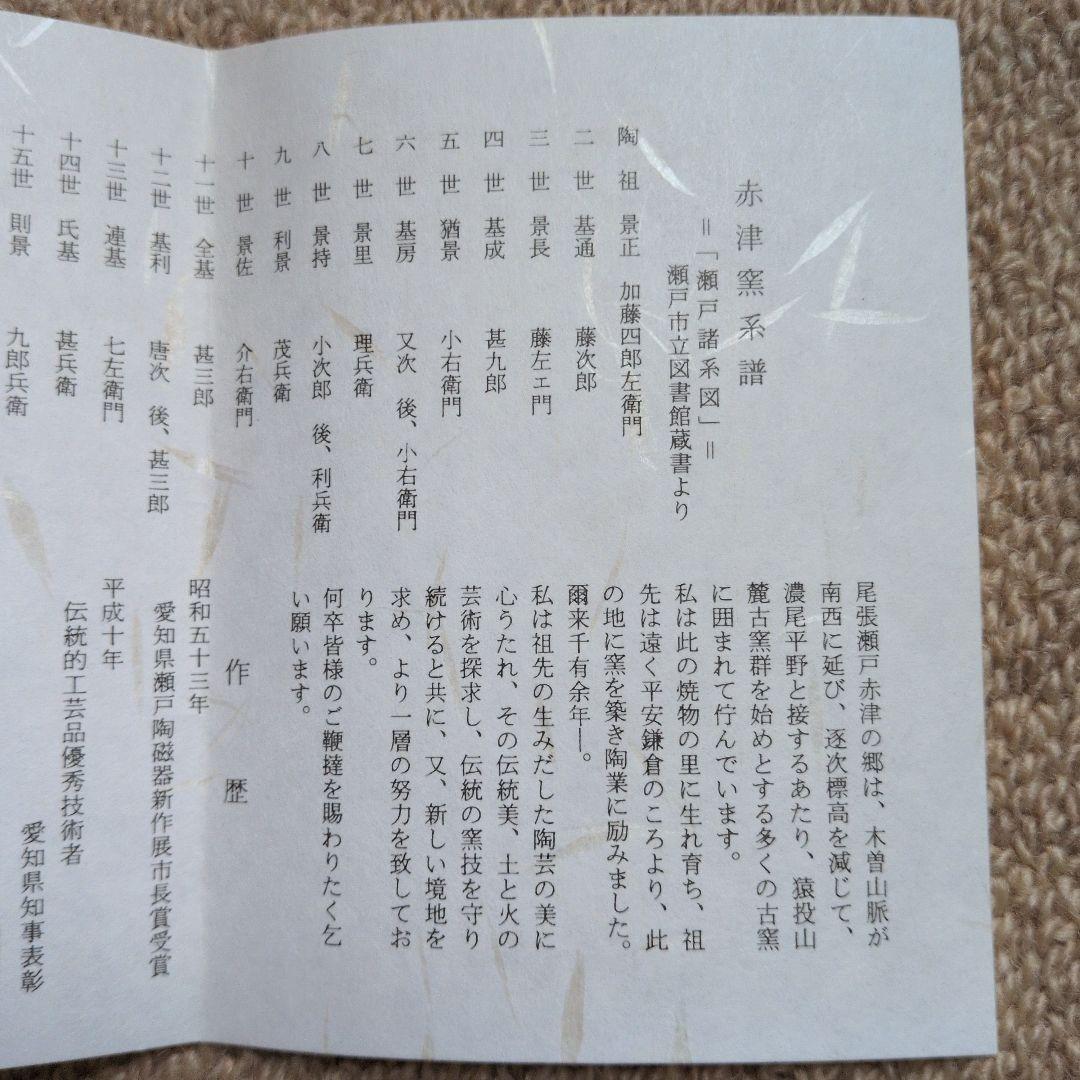 赤津窯系譜
＝「瀬戸諸系図」＝
瀬戸市立図書館蔵書より
陶祖 景正 加藤四郎左衛門
二世 基通 藤次郎
三世 景長 藤左ェ門
四世 基成 甚九郎
五世 猶景 小右衛門
六世 基房 又次 後、小右衛門
七世 景里 理兵衛
八世 景持 小次郎 後、利兵衛
九世 利景 茂兵衛
十世 景佐 介右衛門
十一世 全基 甚三郎
十二世 基利 唐次 後、甚三郎
十三世 連基 七左衛門
十四世 氏基 甚兵衛
十五世 則景 九郎兵衛
尾張瀬戸赤津の郷は、木曽山脈が
南西に延び、逐次標高を減じて、
濃尾平野と接するあたり、猿投山
麓古窯群を始めとする多くの古窯
に囲まれて佇んでいます。
私は此の焼物の里に生れ育ち、祖
先は遠く平安鎌倉のころより、此
の地に窯を築き陶業に励みました。
爾来千有余年―。
私は祖先の生みだした陶芸の美に
心うたれ、その伝統美、土と火の
芸術を探求し、伝統の窯技を守り
続けると共に、又、新しい境地を
求め、より一層の努力を致してお
ります。
何卒皆様のご鞭撻を賜わりたく乞
い願います。
作歴
昭和五十三年
愛知県瀬戸陶磁器新作展市長賞受賞
平成十年
伝統的工芸品優秀技術者
愛知県知事表彰